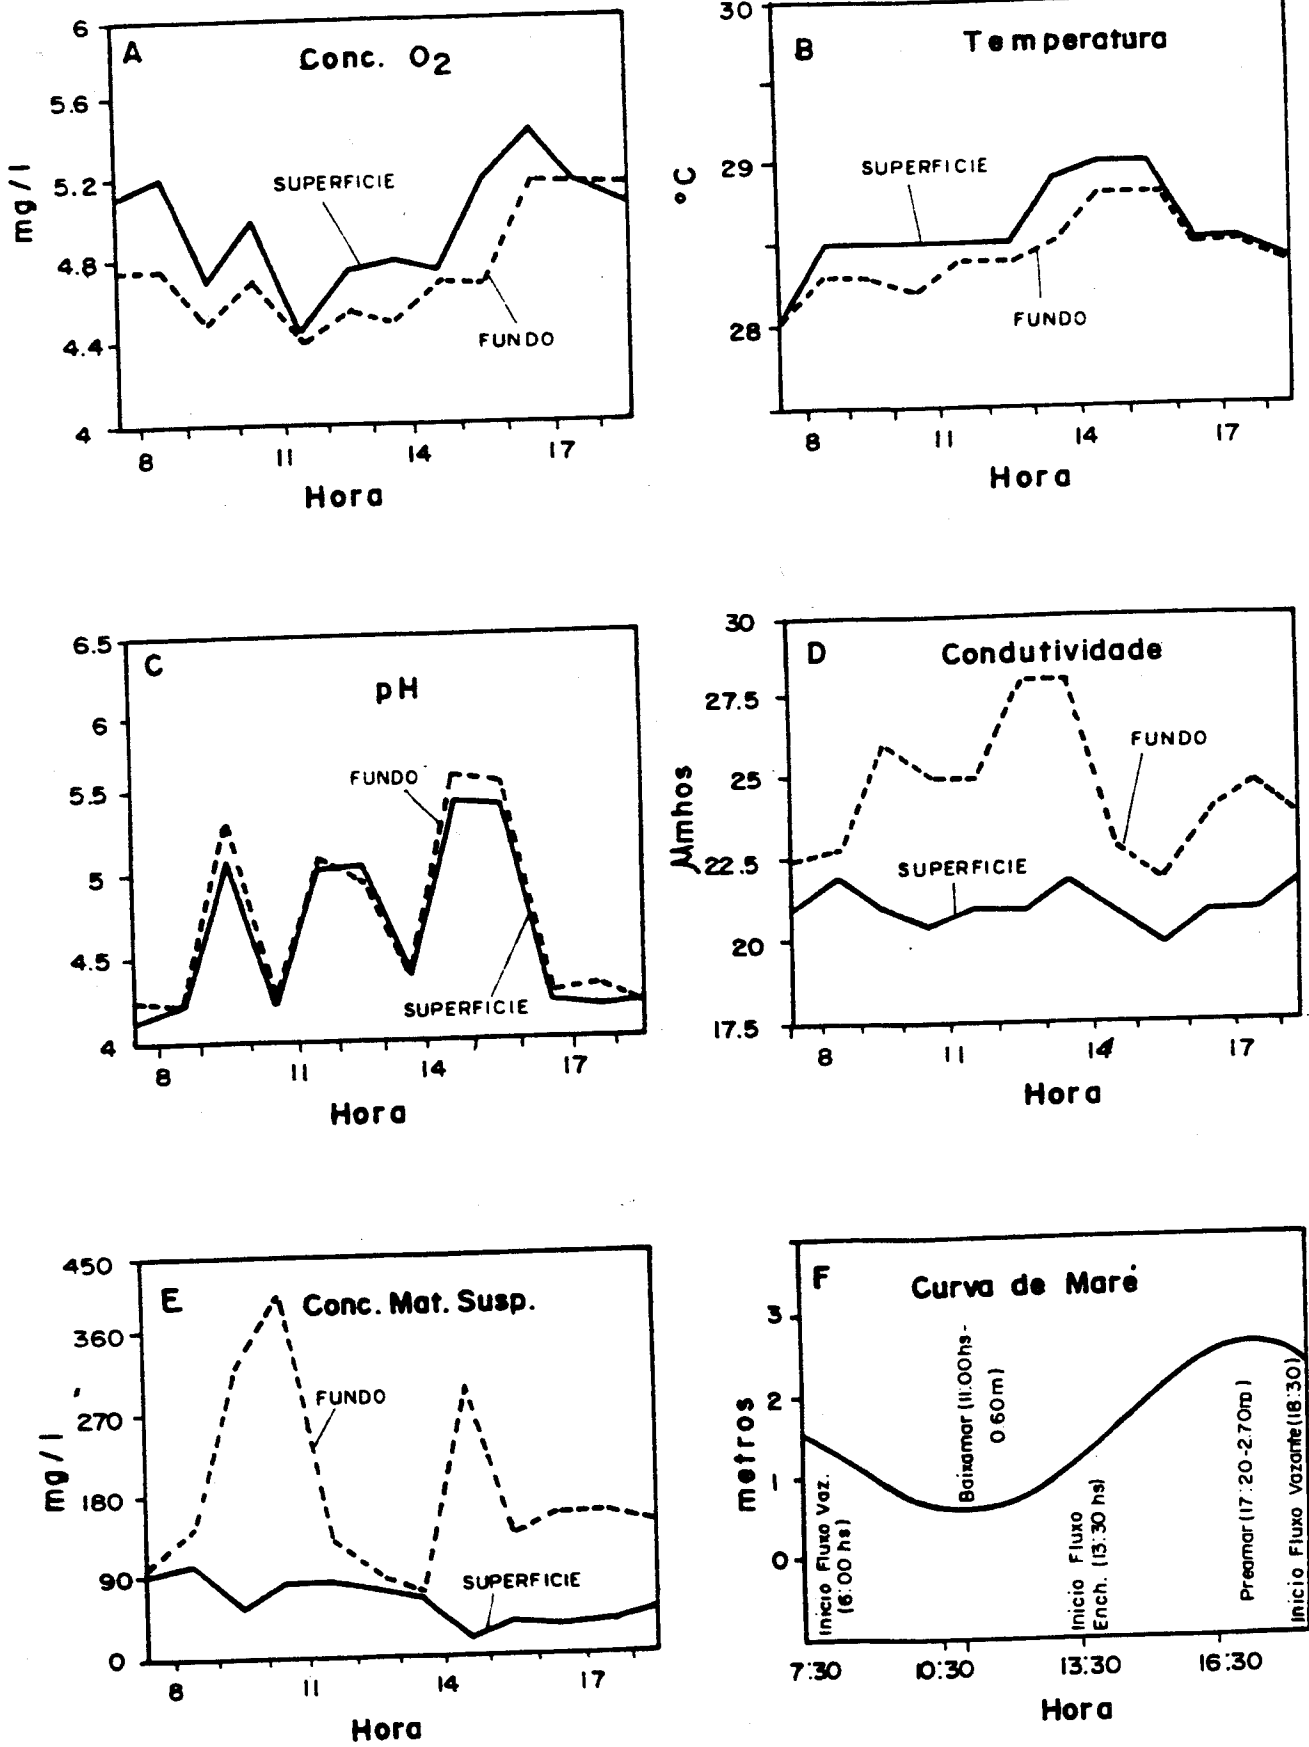 A
Conc. O2
6
5.6
5.2
4.8
4.4
4
mg/l
SUPERFICIE
FUNDO
8
11
14
17
Hora
B
Temperatura
30
29
28
°C
SUPERFICIE
FUNDO
8
11
14
17
Hora
C
pH
6.5
6
5.5
5
4.5
4
FUNDO
SUPERFICIE
8
11
14
17
Hora
D
Condutividade
30
27.5
25
22.5
20
17.5
µmhos
FUNDO
SUPERFICIE
8
11
14
17
Hora
E
Conc. Mat. Susp.
450
360
270
180
90
0
mg/l
FUNDO
SUPERFICIE
8
11
14
17
Hora
F
Curva de Maré
3
2
1
0
metros
Inicio Fluxo Vaz.
(6:00 hs)
Baixamar (11:00hs-
0.60m)
Inicio Fluxo
Ench. (13:30 hs)
Preamar (17:20-2.70m)
Inicio Fluxo Vazante (18:30)
7:30
10:30
13:30
16:30
Hora